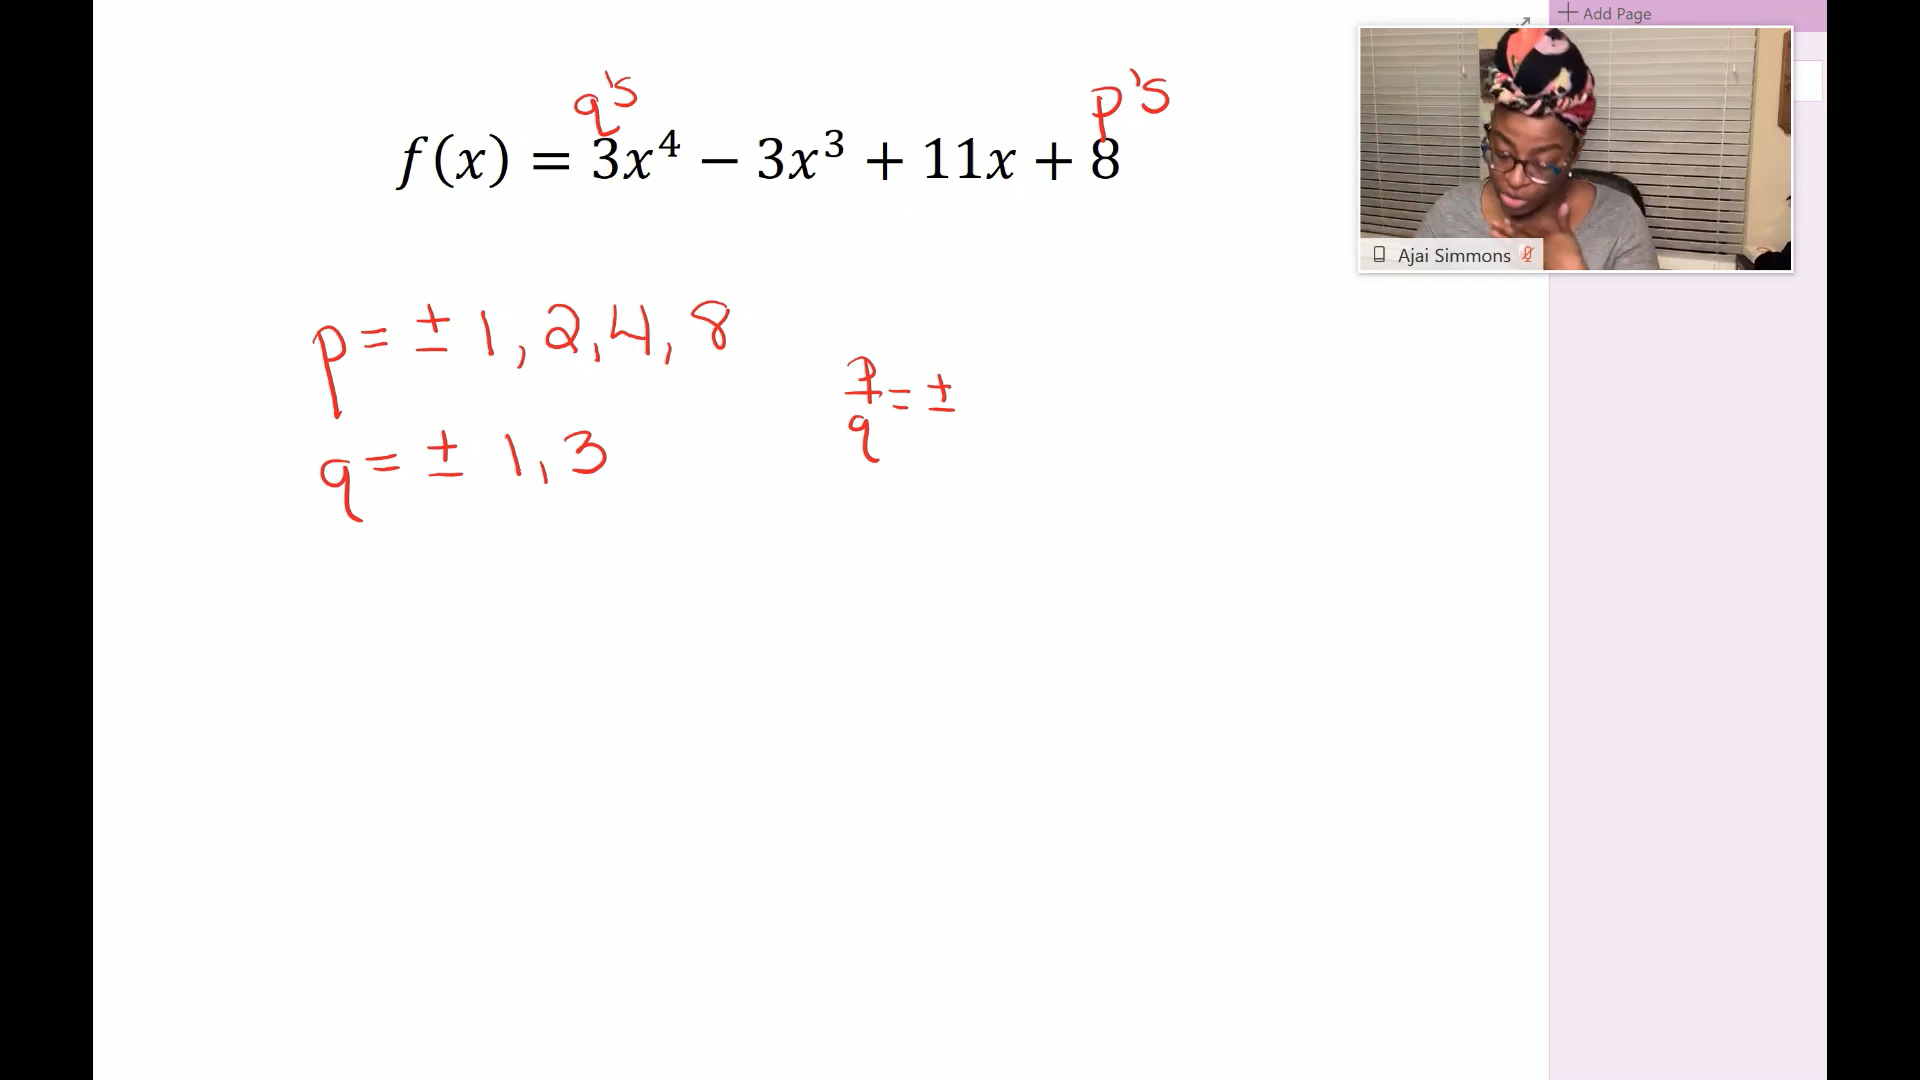 + Add Page
q's
p's
f(x) = 3x⁴ − 3x³ + 11x + 8
Ajai Simmons
p = ± 1, 2, 4, 8
p/q = ±
q = ± 1, 3